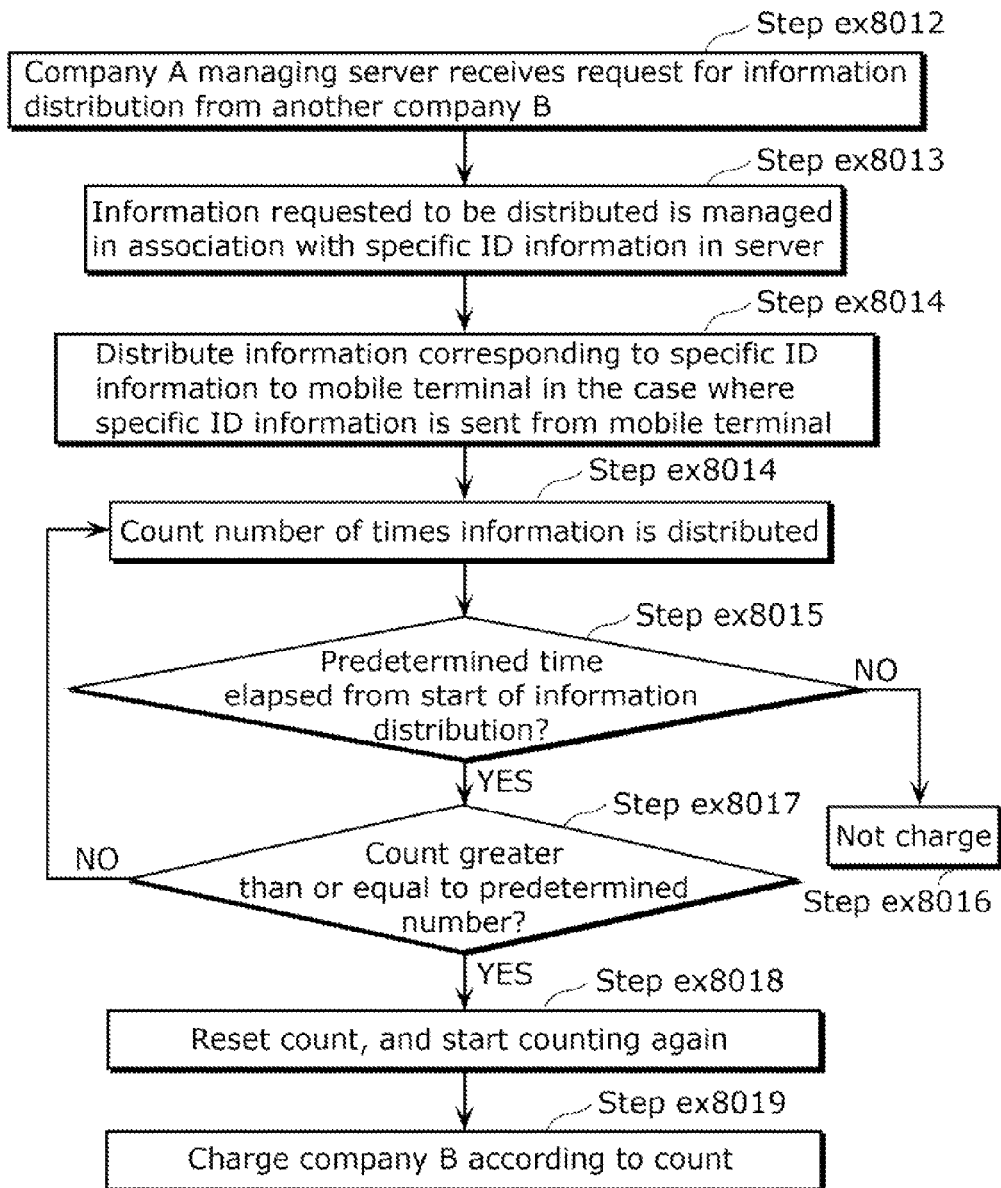 Step ex8012
Company A managing server receives request for information
distribution from another company B
Step ex8013
Information requested to be distributed is managed
in association with specific ID information in server
Step ex8014
Distribute information corresponding to specific ID
information to mobile terminal in the case where
specific ID information is sent from mobile terminal
Step ex8014
Count number of times information is distributed
Step ex8015
Predetermined time
elapsed from start of information
distribution?
NO
YES
Step ex8017
Not charge
Step ex8016
NO
Count greater
than or equal to predetermined
number?
YES
Step ex8018
Reset count, and start counting again
Step ex8019
Charge company B according to count